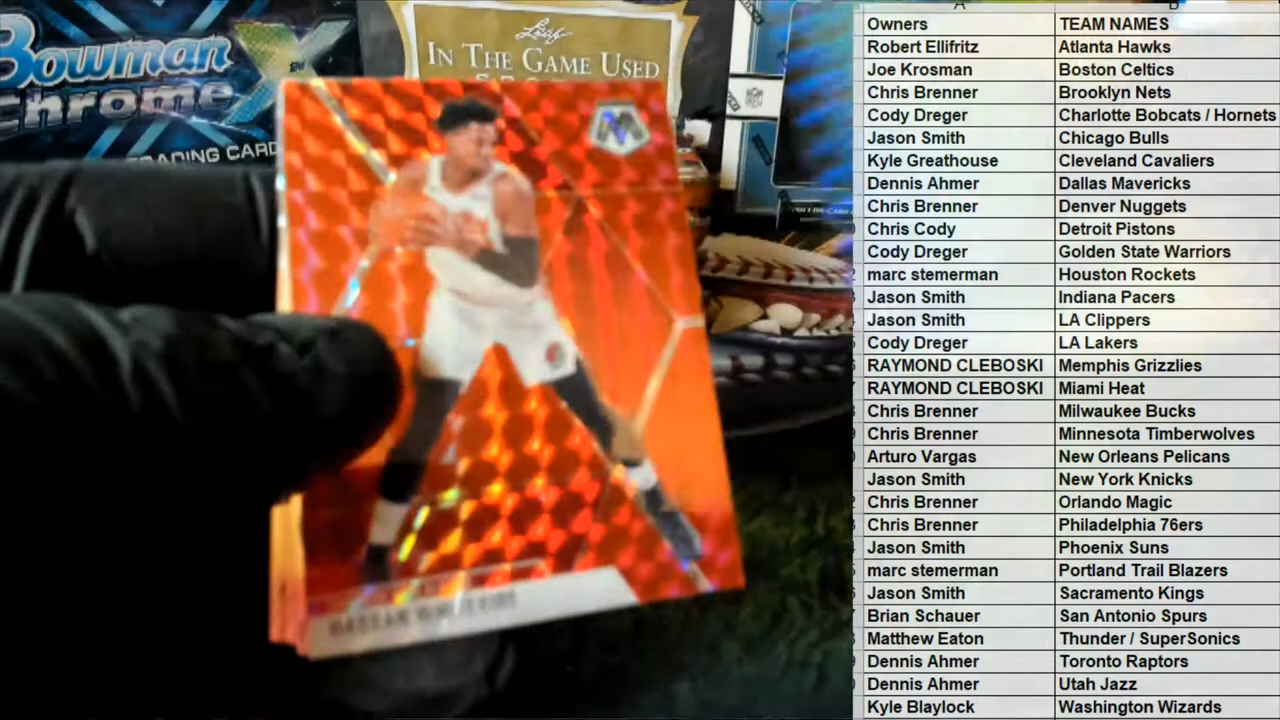 Bowman
Chrome X
TRADING CARD
Leaf
IN THE GAME USED
HASSAN WHITESIDE
A B
Owners TEAM NAMES
Robert Ellifritz Atlanta Hawks
Joe Krosman Boston Celtics
Chris Brenner Brooklyn Nets
Cody Dreger Charlotte Bobcats / Hornets
Jason Smith Chicago Bulls
Kyle Greathouse Cleveland Cavaliers
Dennis Ahmer Dallas Mavericks
Chris Brenner Denver Nuggets
Chris Cody Detroit Pistons
Cody Dreger Golden State Warriors
marc stemerman Houston Rockets
Jason Smith Indiana Pacers
Jason Smith LA Clippers
Cody Dreger LA Lakers
RAYMOND CLEBOSKI Memphis Grizzlies
RAYMOND CLEBOSKI Miami Heat
Chris Brenner Milwaukee Bucks
Chris Brenner Minnesota Timberwolves
Arturo Vargas New Orleans Pelicans
Jason Smith New York Knicks
Chris Brenner Orlando Magic
Chris Brenner Philadelphia 76ers
Jason Smith Phoenix Suns
marc stemerman Portland Trail Blazers
Jason Smith Sacramento Kings
Brian Schauer San Antonio Spurs
Matthew Eaton Thunder / SuperSonics
Dennis Ahmer Toronto Raptors
Dennis Ahmer Utah Jazz
Kyle Blaylock Washington Wizards